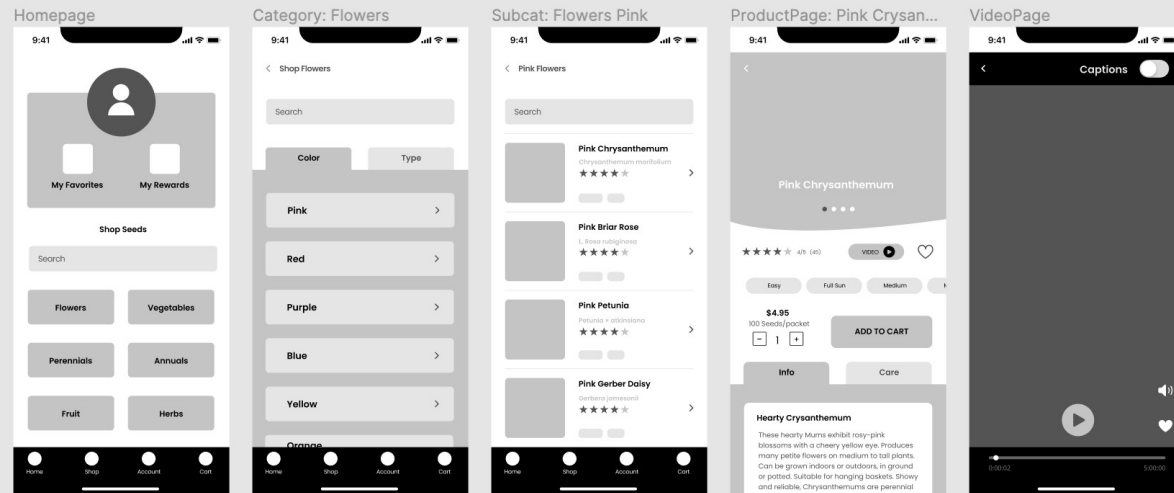 Homepage
9:41
My Favorites
My Rewards
Shop Seeds
Search
Flowers
Vegetables
Perennials
Annuals
Fruit
Herbs
Home
Shop
Account
Cart
Category: Flowers
9:41
Shop Flowers
Search
Color
Type
Pink
Red
Purple
Blue
Yellow
Orange
Home
Shop
Account
Cart
Subcat: Flowers Pink
9:41
Pink Flowers
Search
Pink Chrysanthemum
Chrysanthemum morifolium
Pink Briar Rose
L. Rosa rubiginosa
Pink Petunia
Petunia × atkinsiana
Pink Gerber Daisy
Gerbera jamesonii
Home
Shop
Account
Cart
ProductPage: Pink Crysan...
9:41
Pink Chrysanthemum
4/5 (45)
VIDEO
Easy
Full Sun
Medium
$4.95
100 Seeds/packet
- 1 +
ADD TO CART
Info
Care
Hearty Crysanthemum
These hearty Mums exhibit rosy-pink
blossoms with a cheery yellow eye. Produces
many petite flowers on medium to tall plants.
Can be grown indoors or outdoors, in ground
or potted. Suitable for hanging baskets. Showy
and reliable, Chrysanthemums are perennial
VideoPage
9:41
Captions
0:00:02
5:00:00